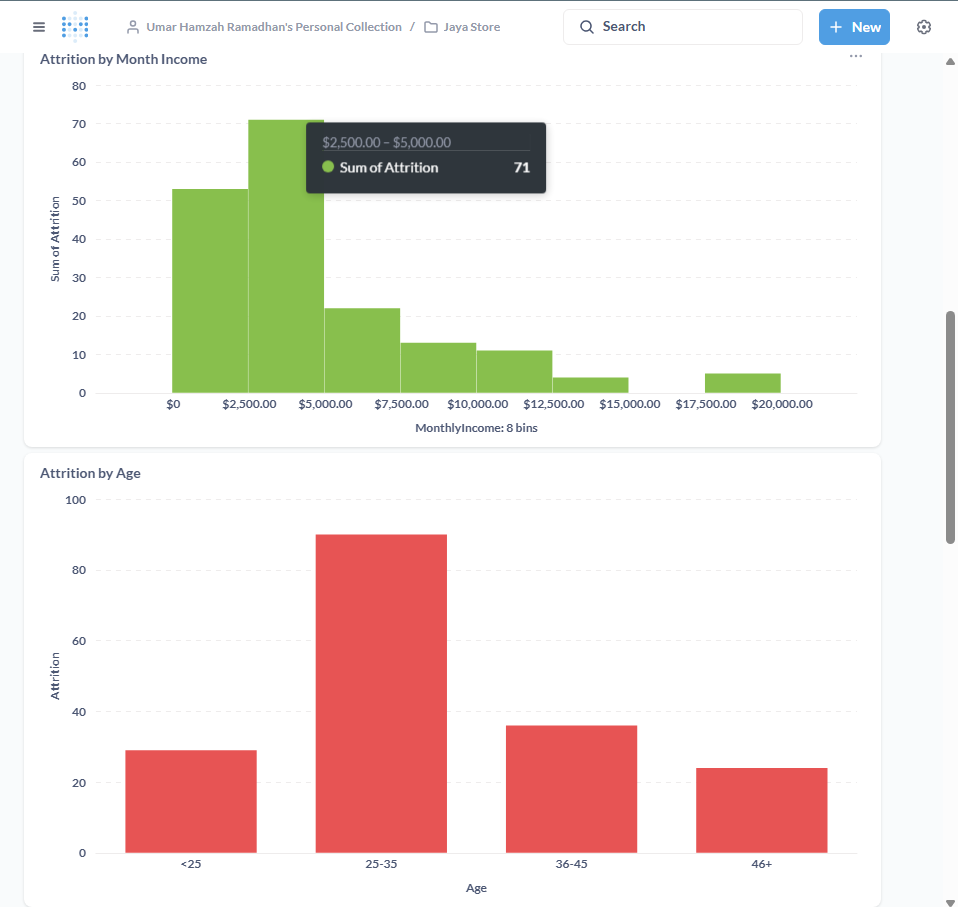 Umar Hamzah Ramadhan's Personal Collection / Jaya Store
Search
+ New
Attrition by Month Income
80
70
60
50
40
30
20
10
0
Sum of Attrition
$2,500.00 – $5,000.00
Sum of Attrition 71
$0 $2,500.00 $5,000.00 $7,500.00 $10,000.00 $12,500.00 $15,000.00 $17,500.00 $20,000.00
MonthlyIncome: 8 bins
Attrition by Age
100
80
60
40
20
0
Attrition
<25 25-35 36-45 46+
Age